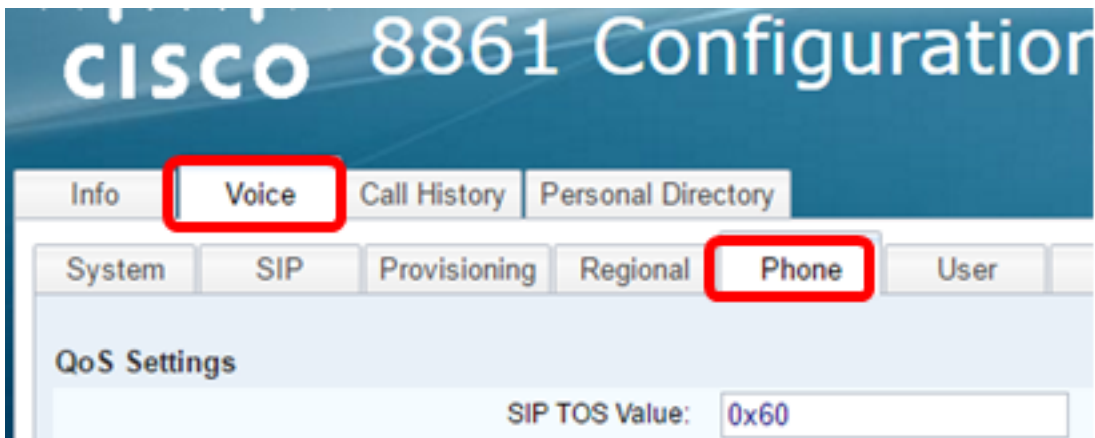 CISCO 8861 Configuration
Info Voice Call History Personal Directory
System SIP Provisioning Regional Phone User
QoS Settings
SIP TOS Value: 0x60